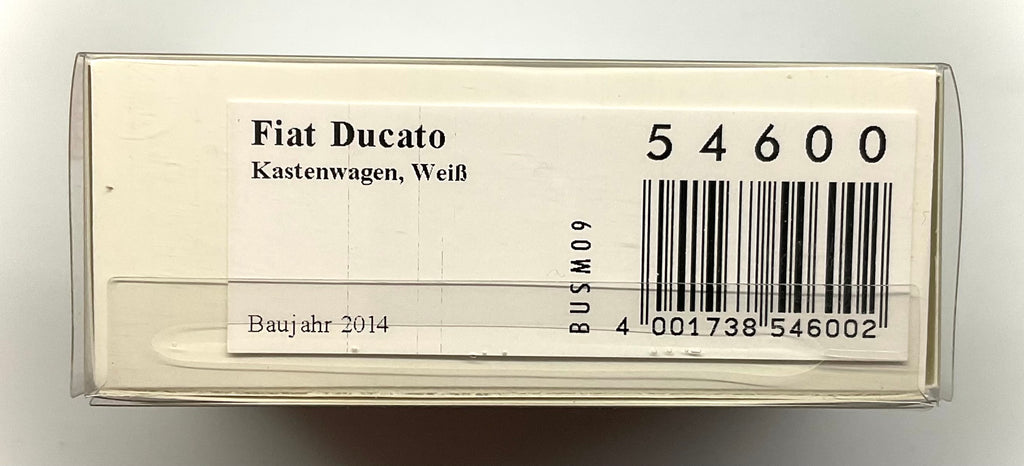 Fiat Ducato
Kastenwagen, Weiß
Baujahr 2014
54600
BUSM09
4 001738 546002